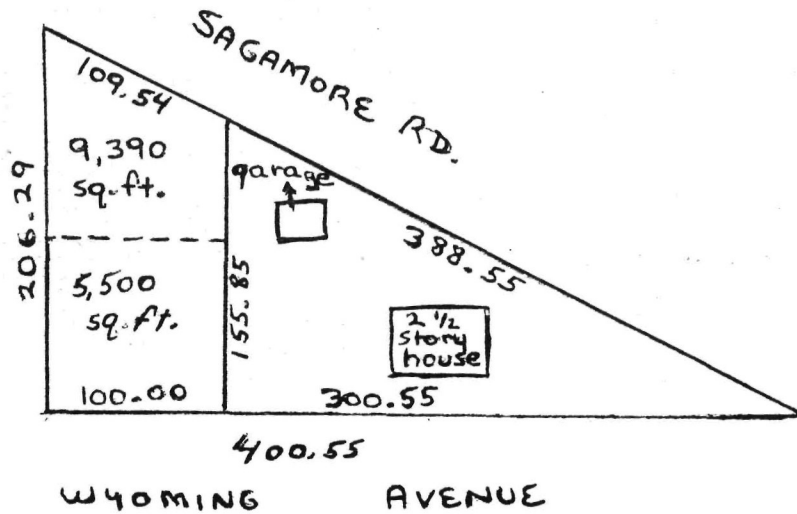 SAGAMORE RD.
109.54
9,390
sq.ft.
garage
206.29
388.55
5,500
sq.ft.
155.85
2 1/2
story
house
100.00
300.55
400.55
WYOMING AVENUE